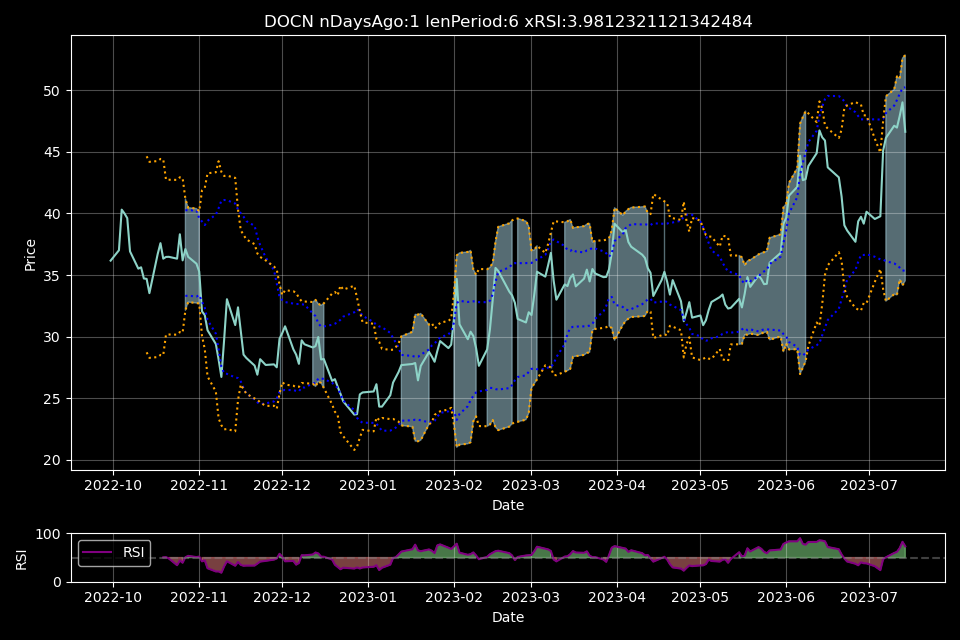 DOCN nDaysAgo:1 lenPeriod:6 xRSI:3.9812321121342484
Price
50
45
40
35
30
25
20
2022-10 2022-11 2022-12 2023-01 2023-02 2023-03 2023-04 2023-05 2023-06 2023-07
Date
RSI
100
0
RSI
2022-10 2022-11 2022-12 2023-01 2023-02 2023-03 2023-04 2023-05 2023-06 2023-07
Date